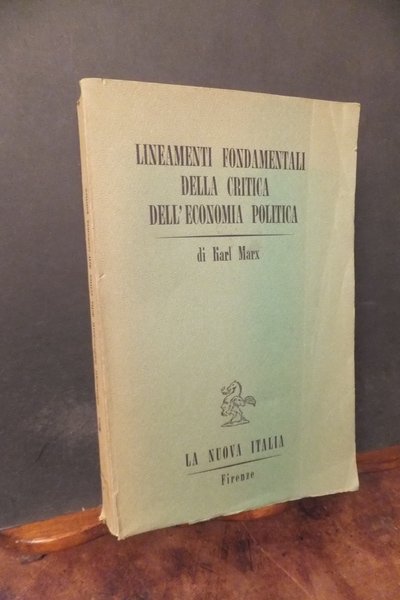 LINEAMENTI FONDAMENTALI
DELLA CRITICA
DELL'ECONOMIA POLITICA
di Karl Marx
LA NUOVA ITALIA
Firenze